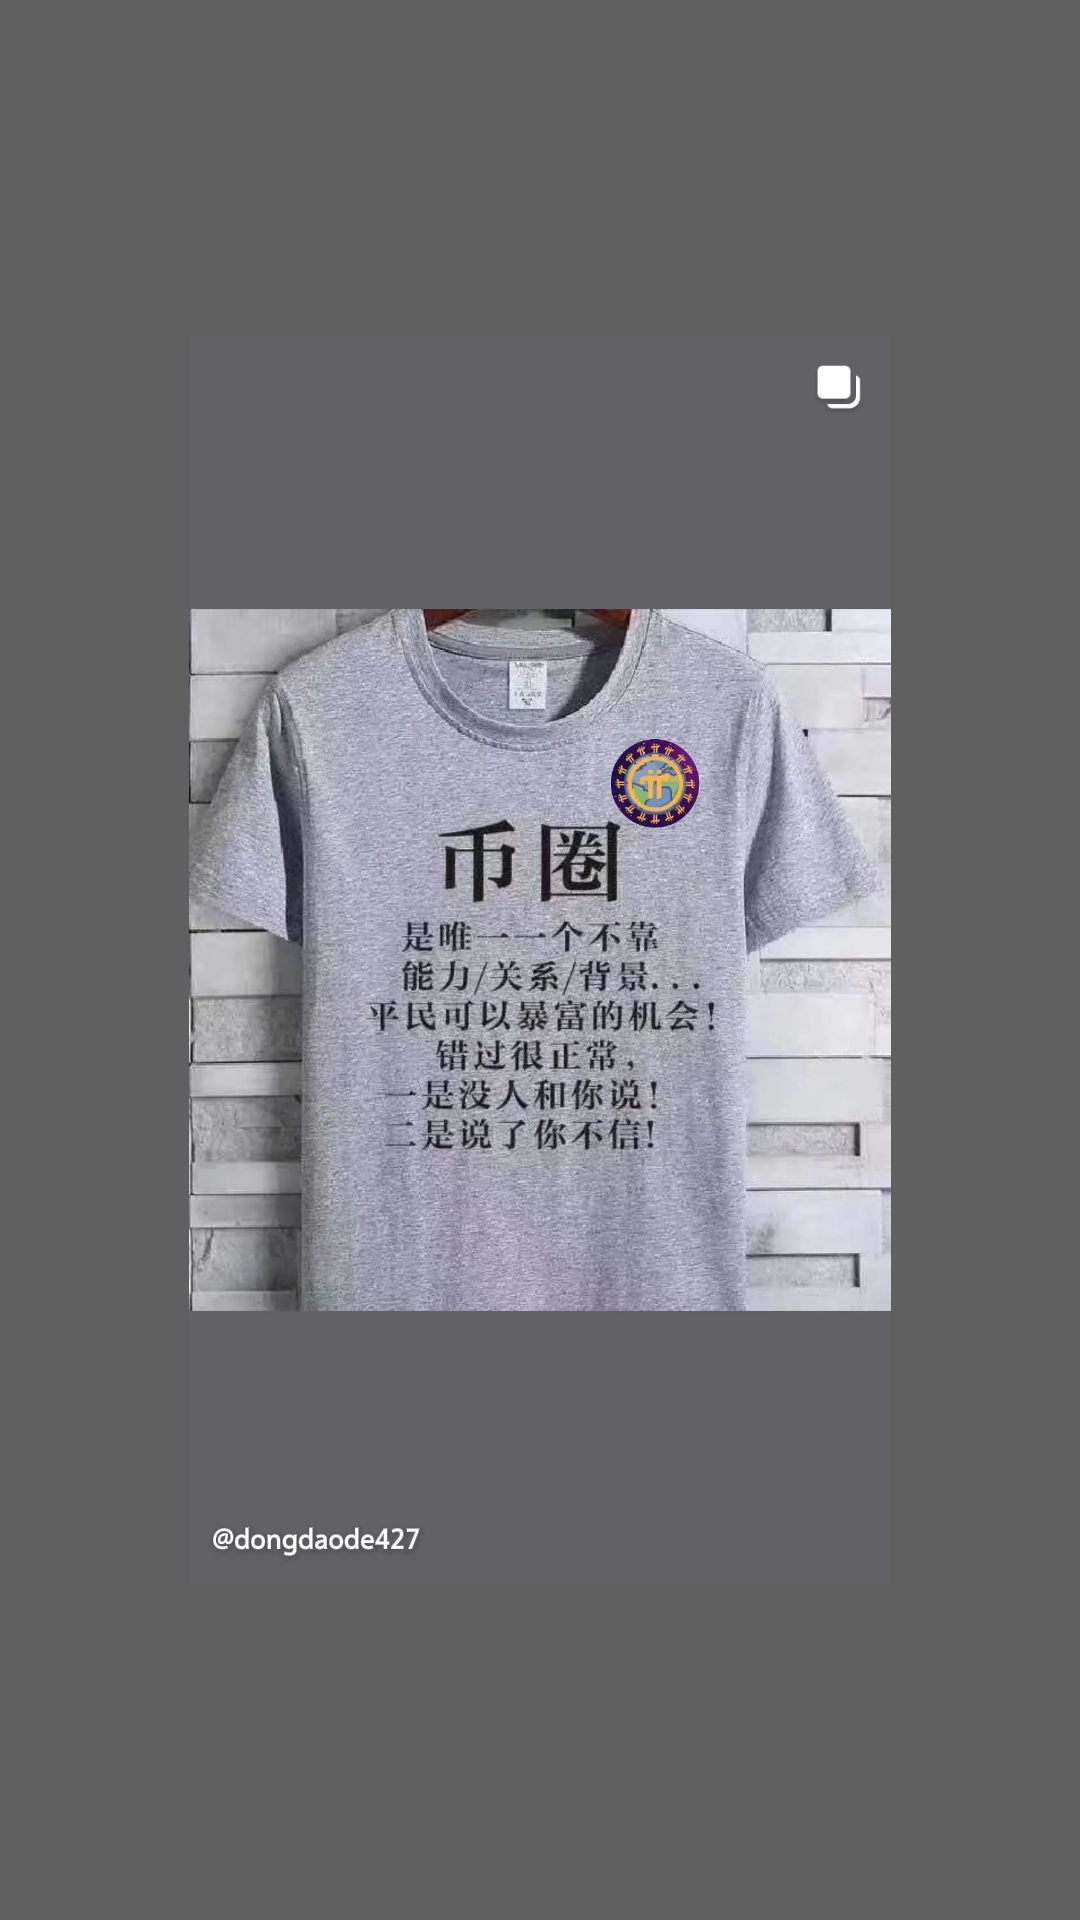 币圈
是唯一一个不靠
能力/关系/背景...
平民可以暴富的机会!
错过很正常,
一是没人和你说!
二是说了你不信!
@dongdaode427